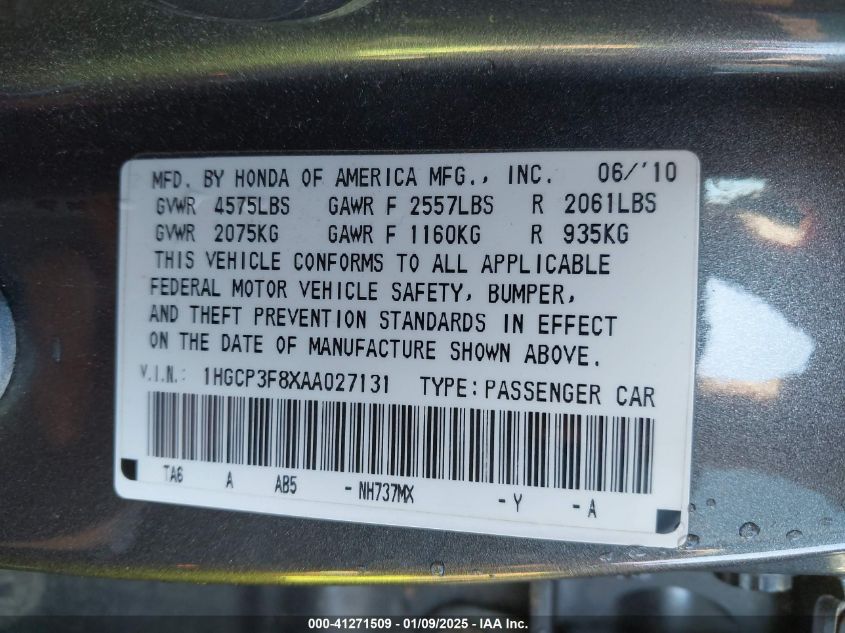 MFD. BY HONDA OF AMERICA MFG., INC. 06/'10
GVWR 4575LBS GAWR F 2557LBS R 2061LBS
GVWR 2075KG GAWR F 1160KG R 935KG
THIS VEHICLE CONFORMS TO ALL APPLICABLE
FEDERAL MOTOR VEHICLE SAFETY, BUMPER,
AND THEFT PREVENTION STANDARDS IN EFFECT
ON THE DATE OF MANUFACTURE SHOWN ABOVE.
V.I.N.: 1HGCP3F8XAA027131 TYPE: PASSENGER CAR
TA6 A AB5 - NH737MX - Y - A
000-41271509 - 01/09/2025 - IAA Inc.